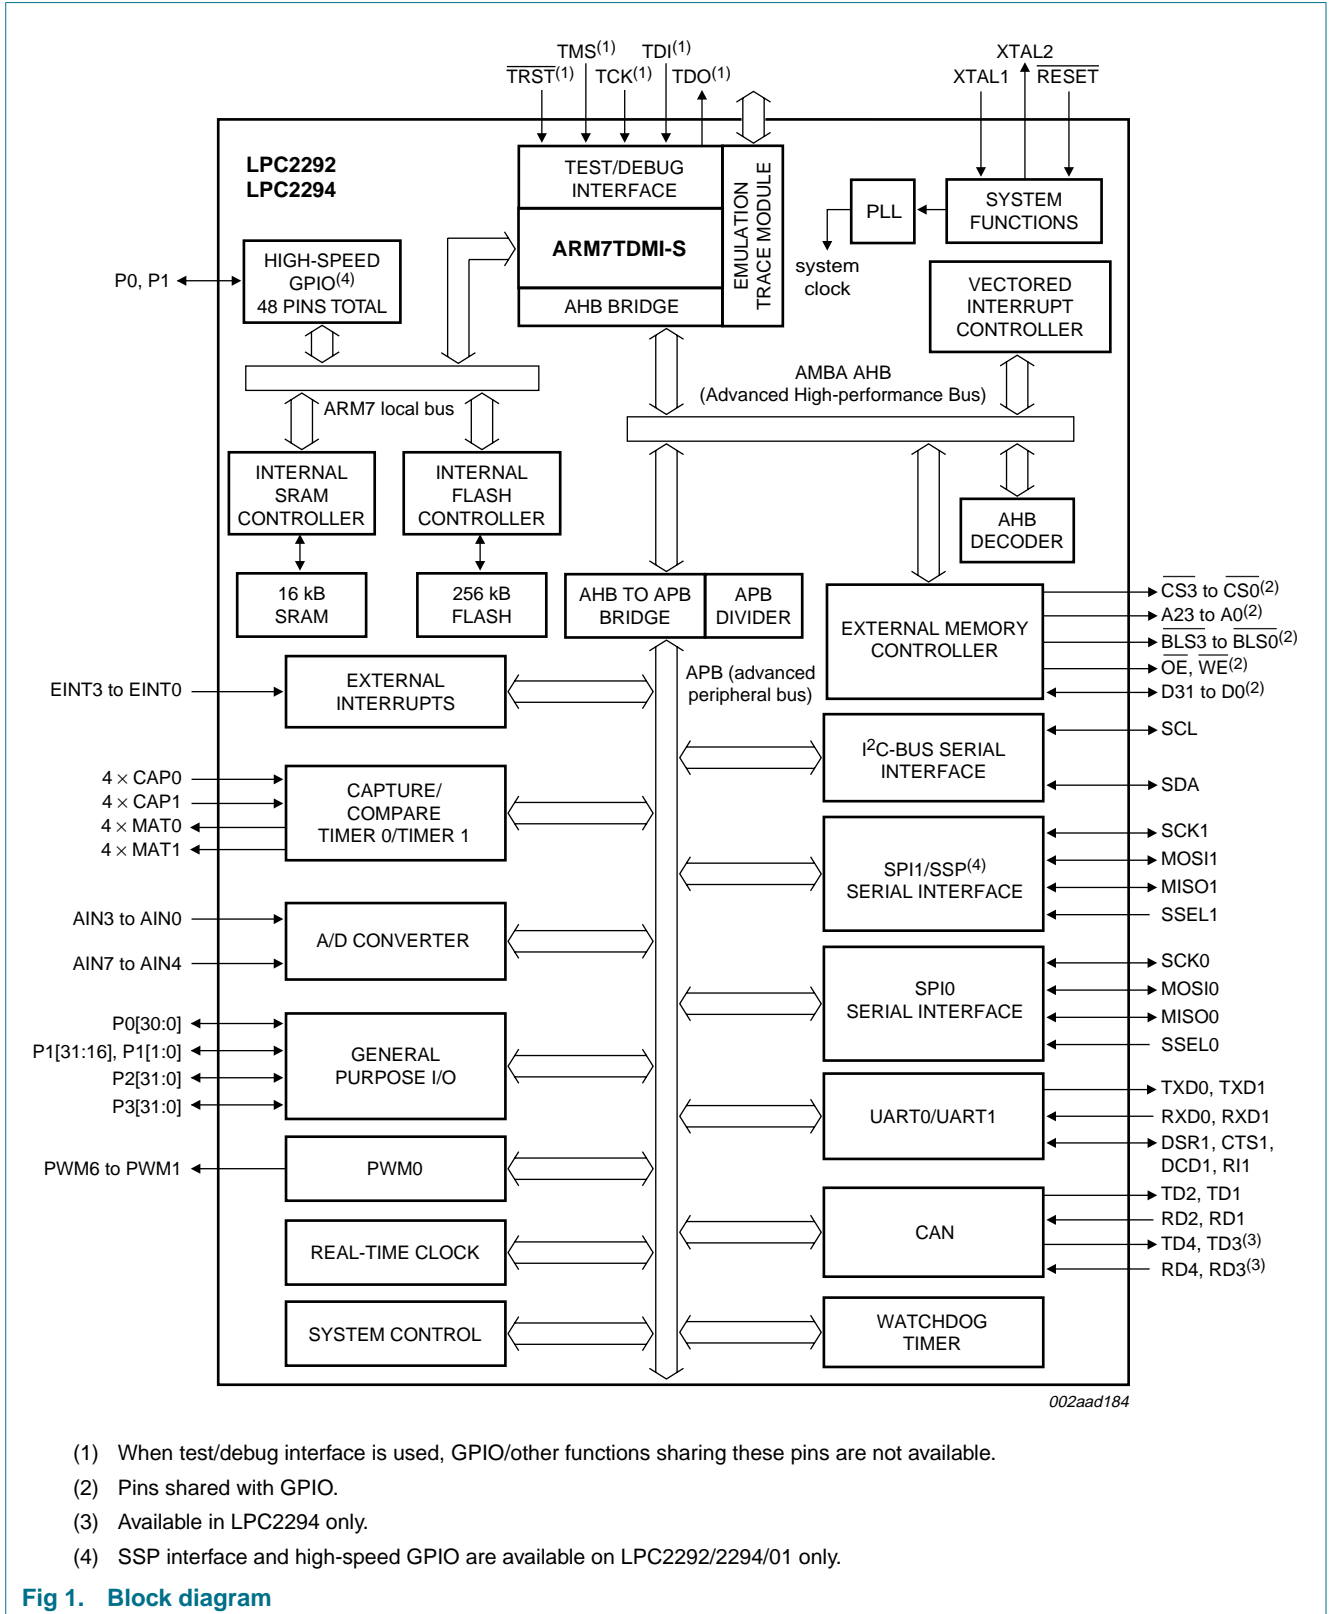 TMS(1)
TDI(1)
TRST(1)
TCK(1)
TDO(1)
XTAL2
XTAL1
RESET
LPC2292
LPC2294
TEST/DEBUG
INTERFACE
ARM7TDMI-S
AHB BRIDGE
EMULATION
TRACE MODULE
PLL
SYSTEM
FUNCTIONS
system
clock
P0, P1
HIGH-SPEED
GPIO(4)
48 PINS TOTAL
VECTORED
INTERRUPT
CONTROLLER
AMBA AHB
(Advanced High-performance Bus)
ARM7 local bus
INTERNAL
SRAM
CONTROLLER
INTERNAL
FLASH
CONTROLLER
AHB
DECODER
16 kB
SRAM
256 kB
FLASH
AHB TO APB
BRIDGE
APB
DIVIDER
EXTERNAL MEMORY
CONTROLLER
CS3 to CS0(2)
A23 to A0(2)
BLS3 to BLS0(2)
OE, WE(2)
D31 to D0(2)
APB (advanced
peripheral bus)
EINT3 to EINT0
EXTERNAL
INTERRUPTS
I2C-BUS SERIAL
INTERFACE
SCL
SDA
4 × CAP0
4 × CAP1
4 × MAT0
4 × MAT1
CAPTURE/
COMPARE
TIMER 0/TIMER 1
SPI1/SSP(4)
SERIAL INTERFACE
SCK1
MOSI1
MISO1
SSEL1
AIN3 to AIN0
AIN7 to AIN4
A/D CONVERTER
SPI0
SERIAL INTERFACE
SCK0
MOSI0
MISO0
SSEL0
P0[30:0]
P1[31:16], P1[1:0]
P2[31:0]
P3[31:0]
GENERAL
PURPOSE I/O
UART0/UART1
TXD0, TXD1
RXD0, RXD1
DSR1, CTS1,
DCD1, RI1
PWM6 to PWM1
PWM0
CAN
TD2, TD1
RD2, RD1
TD4, TD3(3)
RD4, RD3(3)
REAL-TIME CLOCK
SYSTEM CONTROL
WATCHDOG
TIMER
002aad184
(1) When test/debug interface is used, GPIO/other functions sharing these pins are not available.
(2) Pins shared with GPIO.
(3) Available in LPC2294 only.
(4) SSP interface and high-speed GPIO are available on LPC2292/2294/01 only.
Fig 1. Block diagram